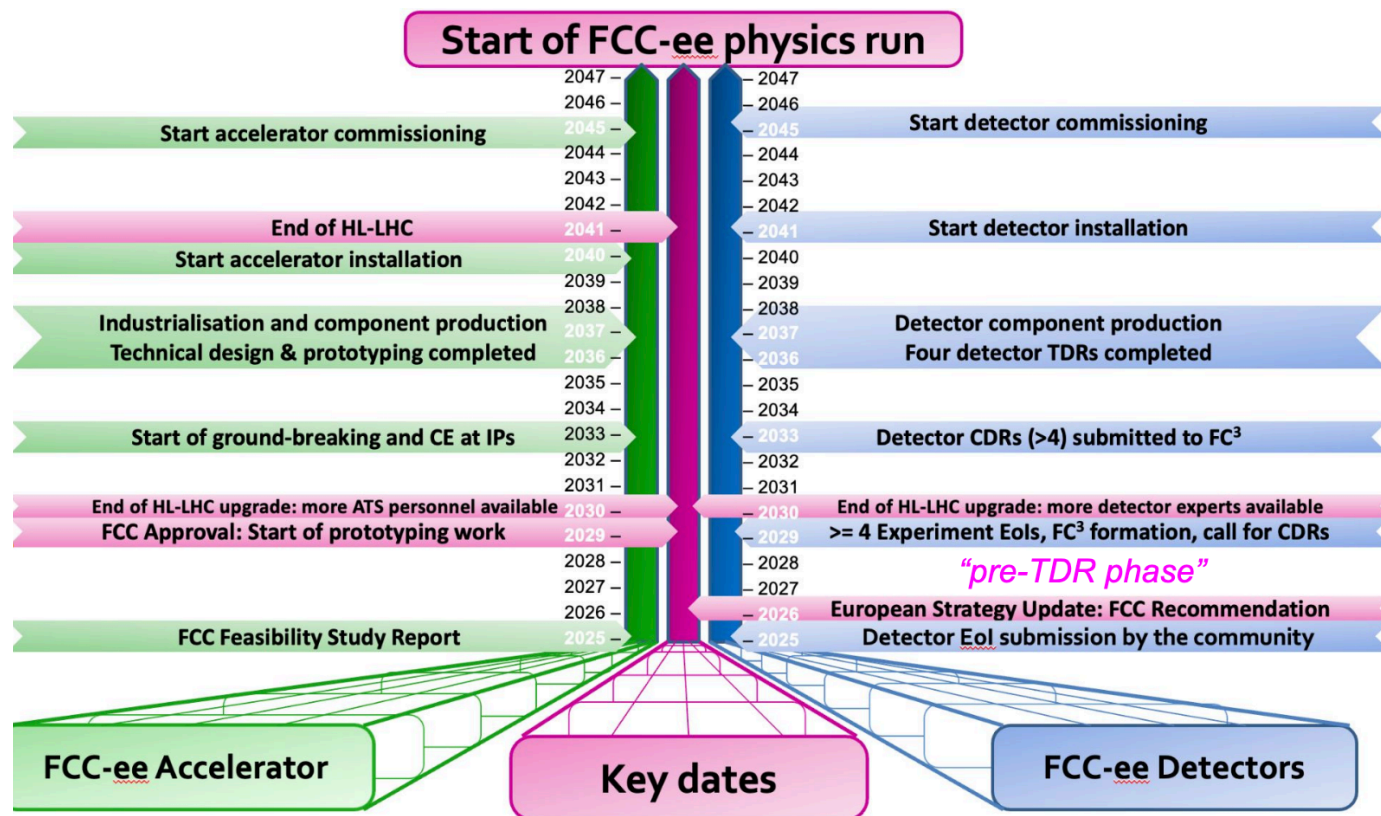 Start of FCC-ee physics run
2047 –
2046 –
2045 –
2044 –
2043 –
2042 –
2041 –
2040 –
2039 –
2038 –
2037 –
2036 –
2035 –
2034 –
2033 –
2032 –
2031 –
2030 –
2029 –
2028 –
2027 –
2026 –
2025 –
Start accelerator commissioning
End of HL-LHC
Start accelerator installation
Industrialisation and component production
Technical design & prototyping completed
Start of ground-breaking and CE at IPs
End of HL-LHC upgrade: more ATS personnel available
FCC Approval: Start of prototyping work
FCC Feasibility Study Report
– 2047
– 2046
– 2045
– 2044
– 2043
– 2042
– 2041
– 2040
– 2039
– 2038
– 2037
– 2036
– 2035
– 2034
– 2033
– 2032
– 2031
– 2030
– 2029
– 2028
– 2027
– 2026
– 2025
Start detector commissioning
Start detector installation
Detector component production
Four detector TDRs completed
Detector CDRs (>4) submitted to FC³
End of HL-LHC upgrade: more detector experts available
>= 4 Experiment EoIs, FC³ formation, call for CDRs
“pre-TDR phase”
European Strategy Update: FCC Recommendation
Detector EoI submission by the community
FCC-ee Accelerator
Key dates
FCC-ee Detectors